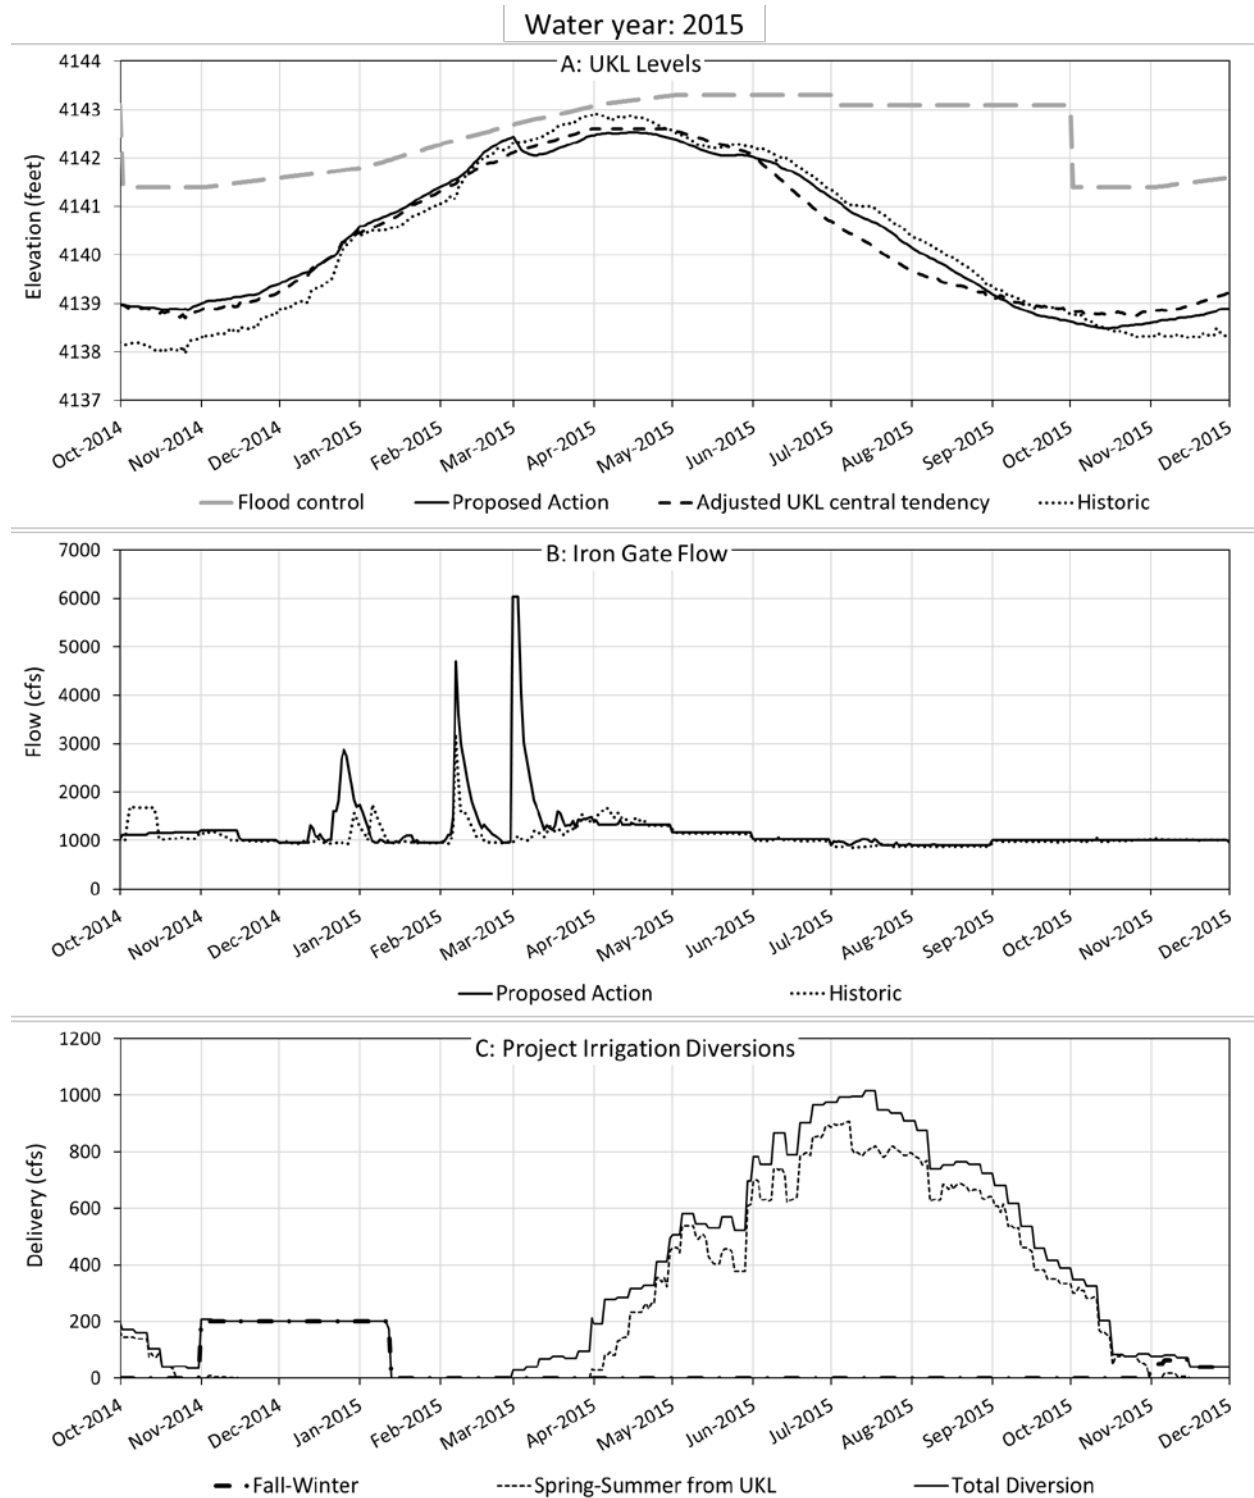 Water year: 2015
A: UKL Levels
Elevation (feet)
4144
4143
4142
4141
4140
4139
4138
4137
Oct-2014 Nov-2014 Dec-2014 Jan-2015 Feb-2015 Mar-2015 Apr-2015 May-2015 Jun-2015 Jul-2015 Aug-2015 Sep-2015 Oct-2015 Nov-2015 Dec-2015
Flood control Proposed Action Adjusted UKL central tendency Historic
B: Iron Gate Flow
Flow (cfs)
7000
6000
5000
4000
3000
2000
1000
0
Oct-2014 Nov-2014 Dec-2014 Jan-2015 Feb-2015 Mar-2015 Apr-2015 May-2015 Jun-2015 Jul-2015 Aug-2015 Sep-2015 Oct-2015 Nov-2015 Dec-2015
Proposed Action Historic
C: Project Irrigation Diversions
Delivery (cfs)
1200
1000
800
600
400
200
0
Oct-2014 Nov-2014 Dec-2014 Jan-2015 Feb-2015 Mar-2015 Apr-2015 May-2015 Jun-2015 Jul-2015 Aug-2015 Sep-2015 Oct-2015 Nov-2015 Dec-2015
Fall-Winter Spring-Summer from UKL Total Diversion